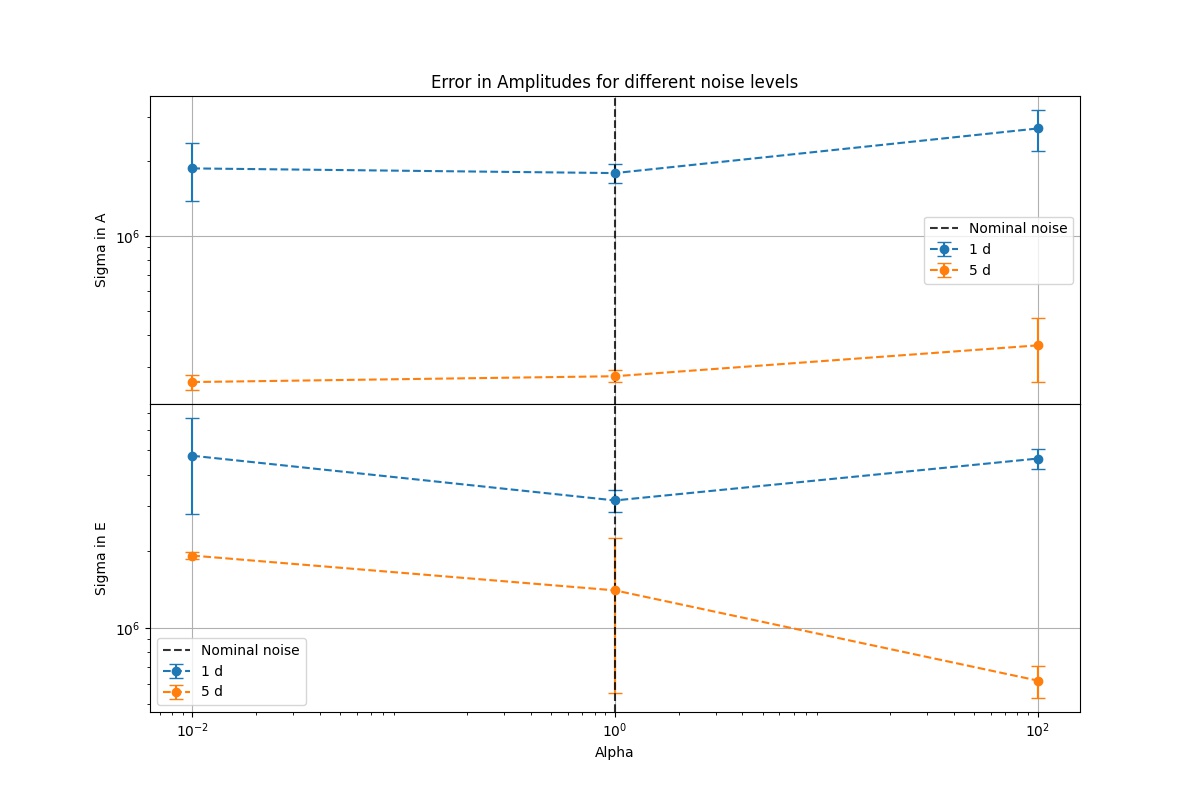 Error in Amplitudes for different noise levels
Sigma in A
10⁶
Nominal noise
1 d
5 d
Sigma in E
10⁶
Nominal noise
1 d
5 d
10⁻²
10⁰
10²
Alpha